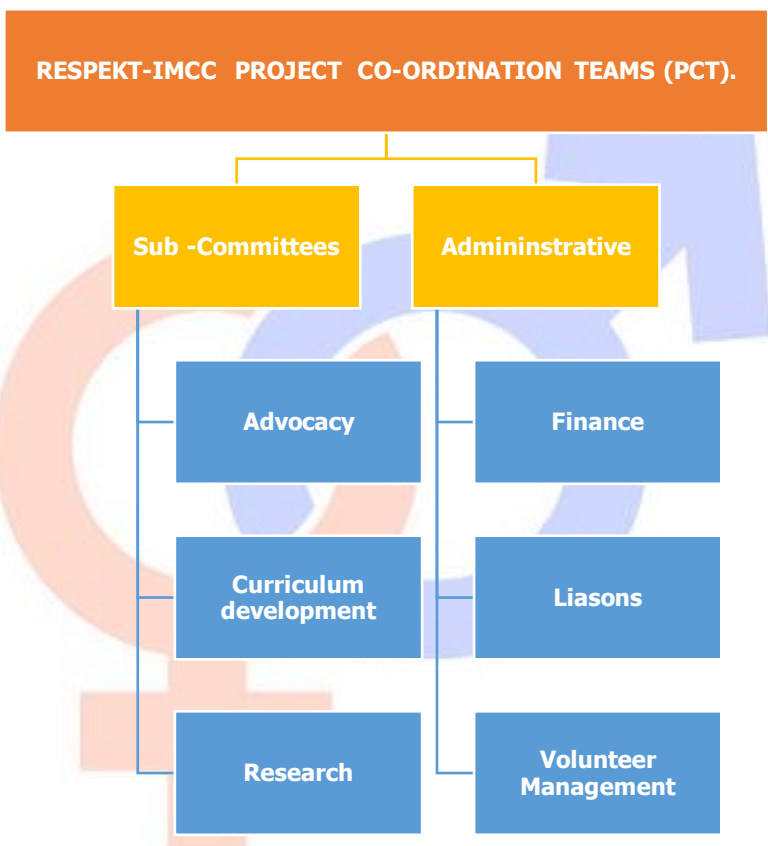 RESPEKT-IMCC PROJECT CO-ORDINATION TEAMS (PCT).
Sub -Committees
Admininstrative
Advocacy
Finance
Curriculum
development
Liasons
Research
Volunteer
Management